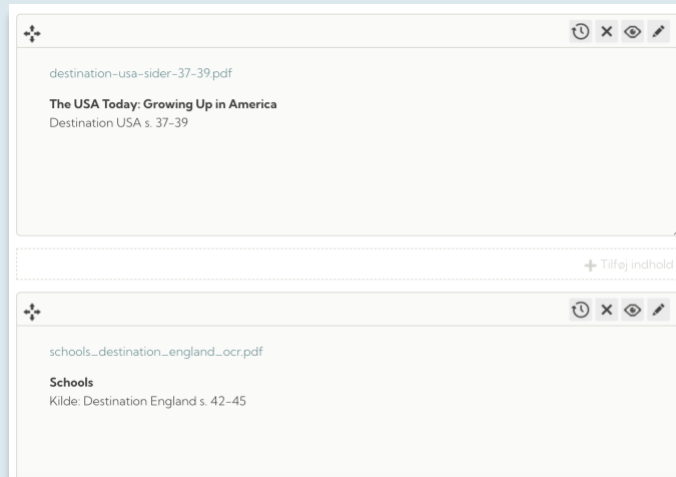 destination-usa-sider-37-39.pdf
The USA Today: Growing Up in America
Destination USA s. 37-39
Tilføj indhold
schools_destination_england_ocr.pdf
Schools
Kilde: Destination England s. 42-45